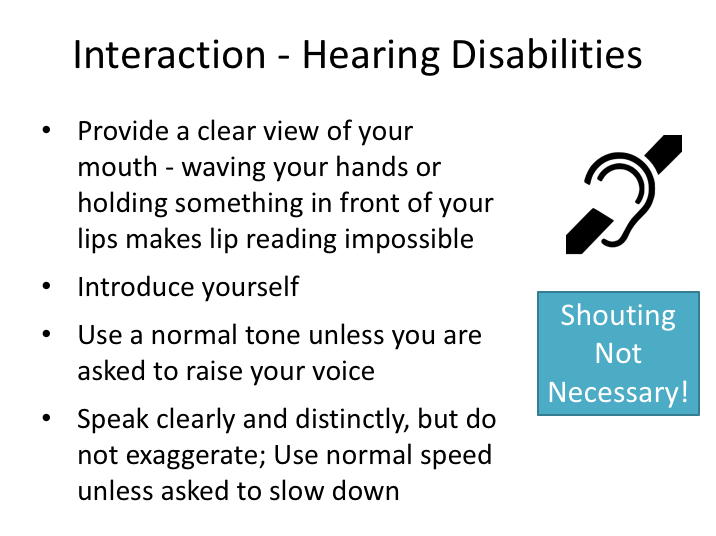 Interaction - Hearing Disabilities
• Provide a clear view of your
mouth - waving your hands or
holding something in front of your
lips makes lip reading impossible
• Introduce yourself
• Use a normal tone unless you are
asked to raise your voice
• Speak clearly and distinctly, but do
not exaggerate; Use normal speed
unless asked to slow down
Shouting
Not
Necessary!